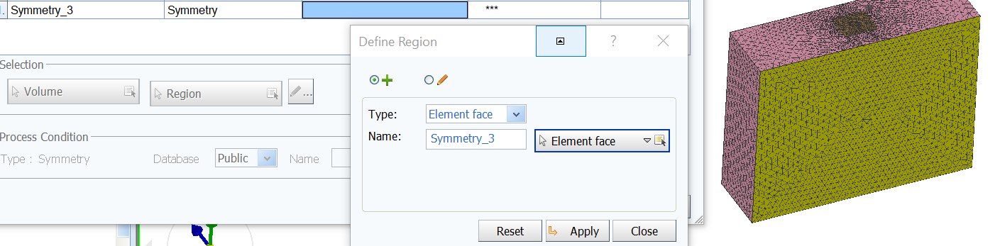 1. Symmetry_3 Symmetry ***
Define Region ?
Selection
Volume Region ...
Type: Element face
Name: Symmetry_3 Element face
Process Condition
Type : Symmetry Database Public Name
Reset Apply Close